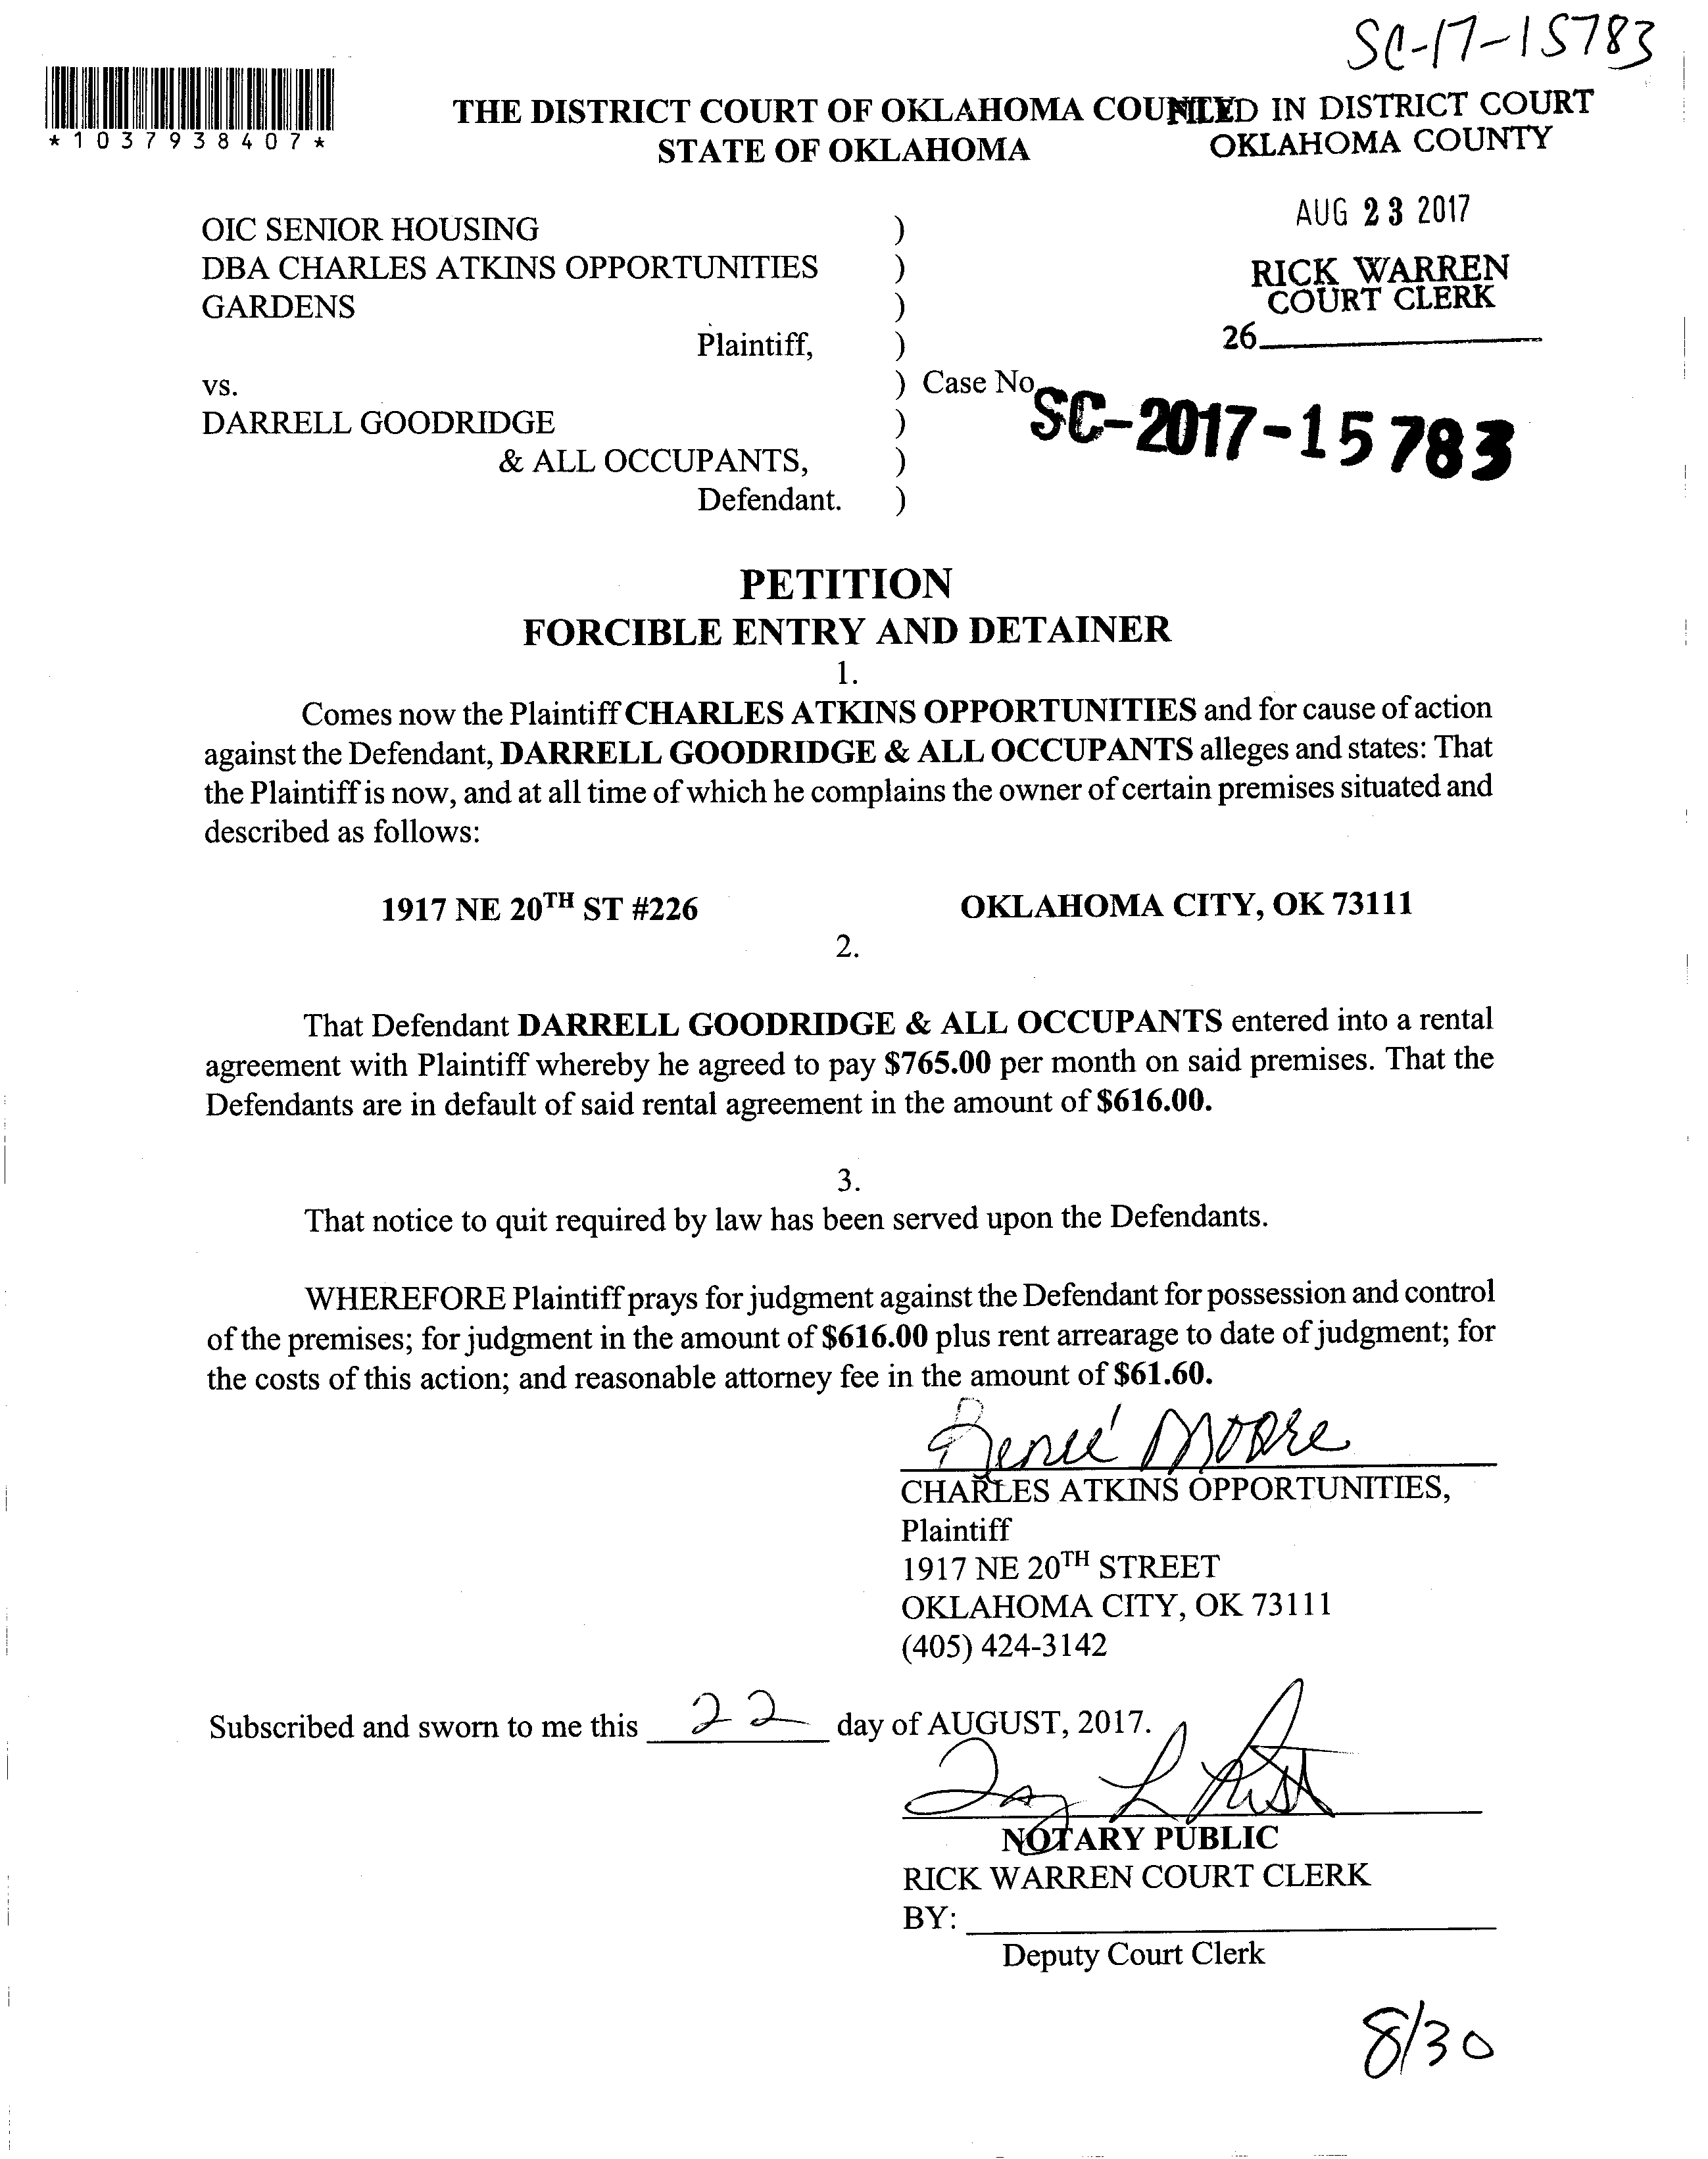 SC-17-15783
*1037938407*
THE DISTRICT COURT OF OKLAHOMA COUNTY
STATE OF OKLAHOMA
FILED IN DISTRICT COURT
OKLAHOMA COUNTY
AUG 23 2017
RICK WARREN
COURT CLERK
26
OIC SENIOR HOUSING )
DBA CHARLES ATKINS OPPORTUNITIES )
GARDENS )
Plaintiff, )
vs. ) Case No.
SC-2017-15783
DARRELL GOODRIDGE )
& ALL OCCUPANTS, )
Defendant. )
PETITION
FORCIBLE ENTRY AND DETAINER
1.
Comes now the Plaintiff CHARLES ATKINS OPPORTUNITIES and for cause of action
against the Defendant, DARRELL GOODRIDGE & ALL OCCUPANTS alleges and states: That
the Plaintiff is now, and at all time of which he complains the owner of certain premises situated and
described as follows:
1917 NE 20TH ST #226 OKLAHOMA CITY, OK 73111
2.
That Defendant DARRELL GOODRIDGE & ALL OCCUPANTS entered into a rental
agreement with Plaintiff whereby he agreed to pay $765.00 per month on said premises. That the
Defendants are in default of said rental agreement in the amount of $616.00.
3.
That notice to quit required by law has been served upon the Defendants.
WHEREFORE Plaintiff prays for judgment against the Defendant for possession and control
of the premises; for judgment in the amount of $616.00 plus rent arrearage to date of judgment; for
the costs of this action; and reasonable attorney fee in the amount of $61.60.
Reneé Moore
CHARLES ATKINS OPPORTUNITIES,
Plaintiff
1917 NE 20TH STREET
OKLAHOMA CITY, OK 73111
(405) 424-3142
Subscribed and sworn to me this 22 day of AUGUST, 2017.
NOTARY PUBLIC
RICK WARREN COURT CLERK
BY:
Deputy Court Clerk
8/30